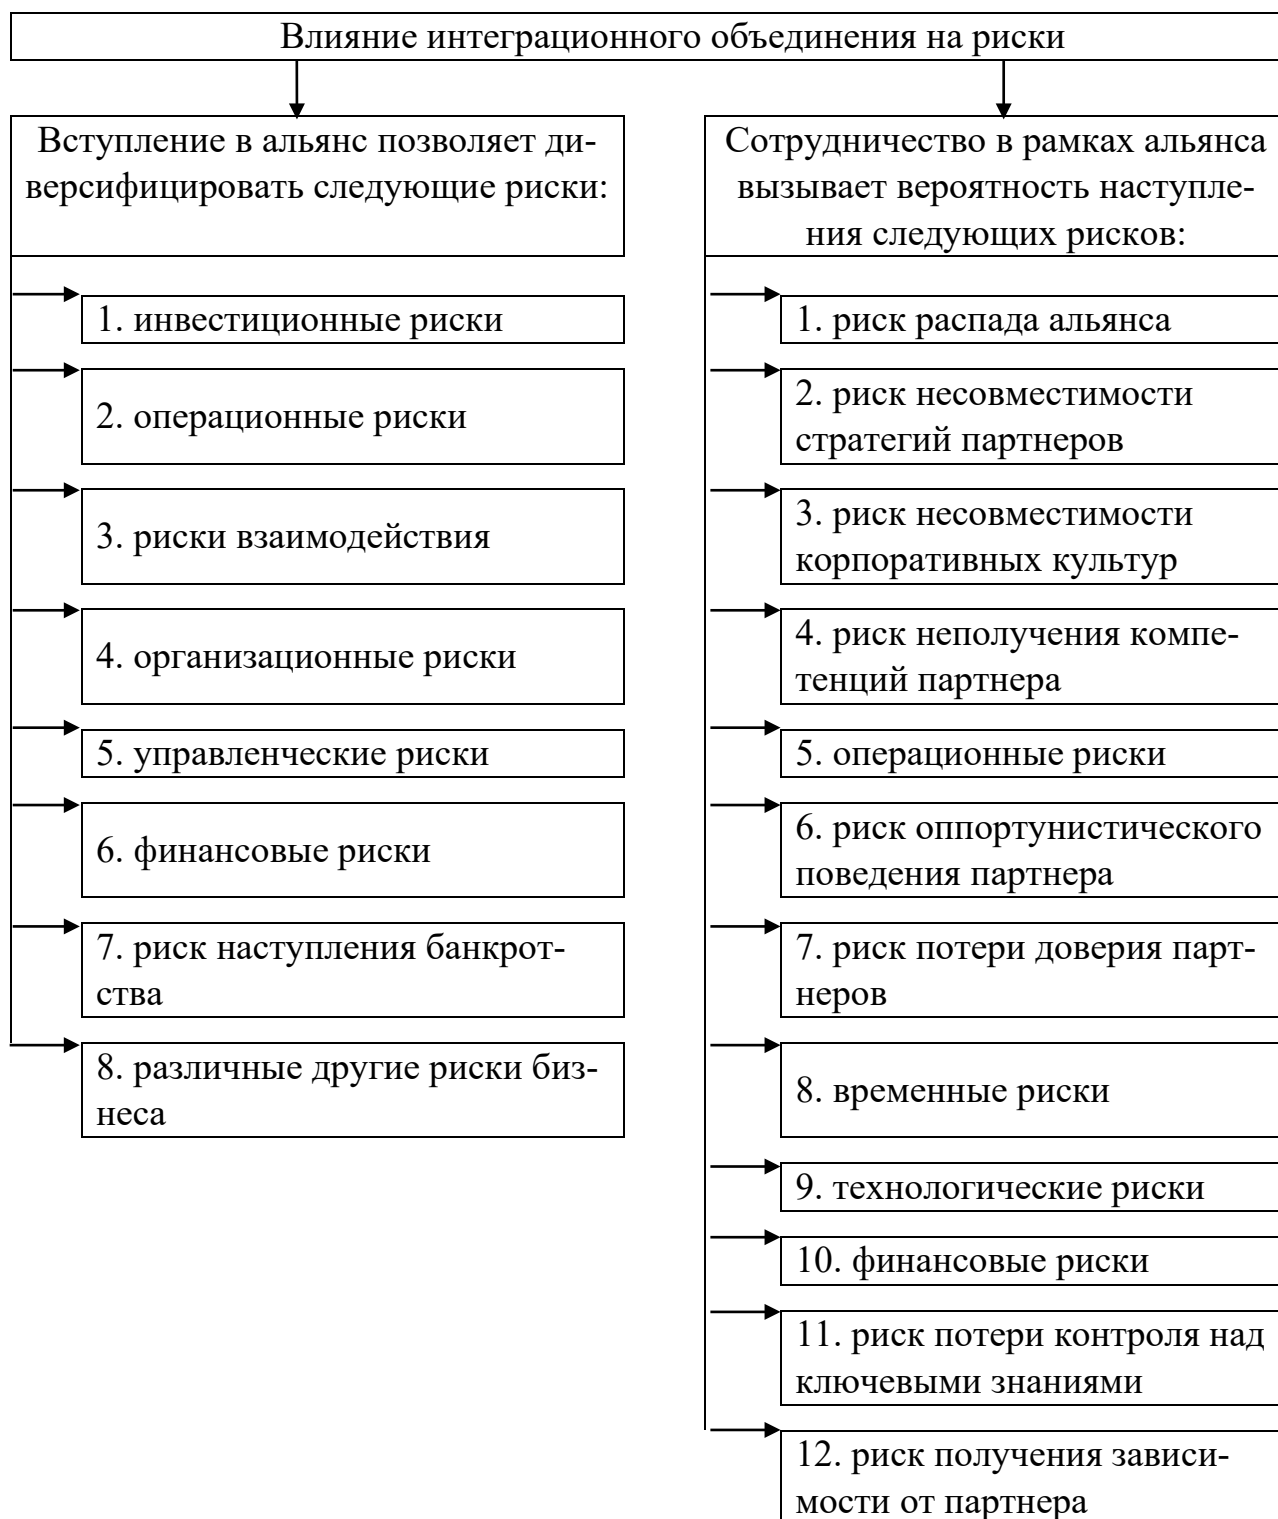 Влияние интеграционного объединения на риски
Вступление в альянс позволяет ди-
версифицировать следующие риски:
1. инвестиционные риски
2. операционные риски
3. риски взаимодействия
4. организационные риски
5. управленческие риски
6. финансовые риски
7. риск наступления банкрот-
ства
8. различные другие риски биз-
неса
Сотрудничество в рамках альянса
вызывает вероятность наступле-
ния следующих рисков:
1. риск распада альянса
2. риск несовместимости
стратегий партнеров
3. риск несовместимости
корпоративных культур
4. риск неполучения компе-
тенций партнера
5. операционные риски
6. риск оппортунистического
поведения партнера
7. риск потери доверия парт-
неров
8. временные риски
9. технологические риски
10. финансовые риски
11. риск потери контроля над
ключевыми знаниями
12. риск получения зависи-
мости от партнера